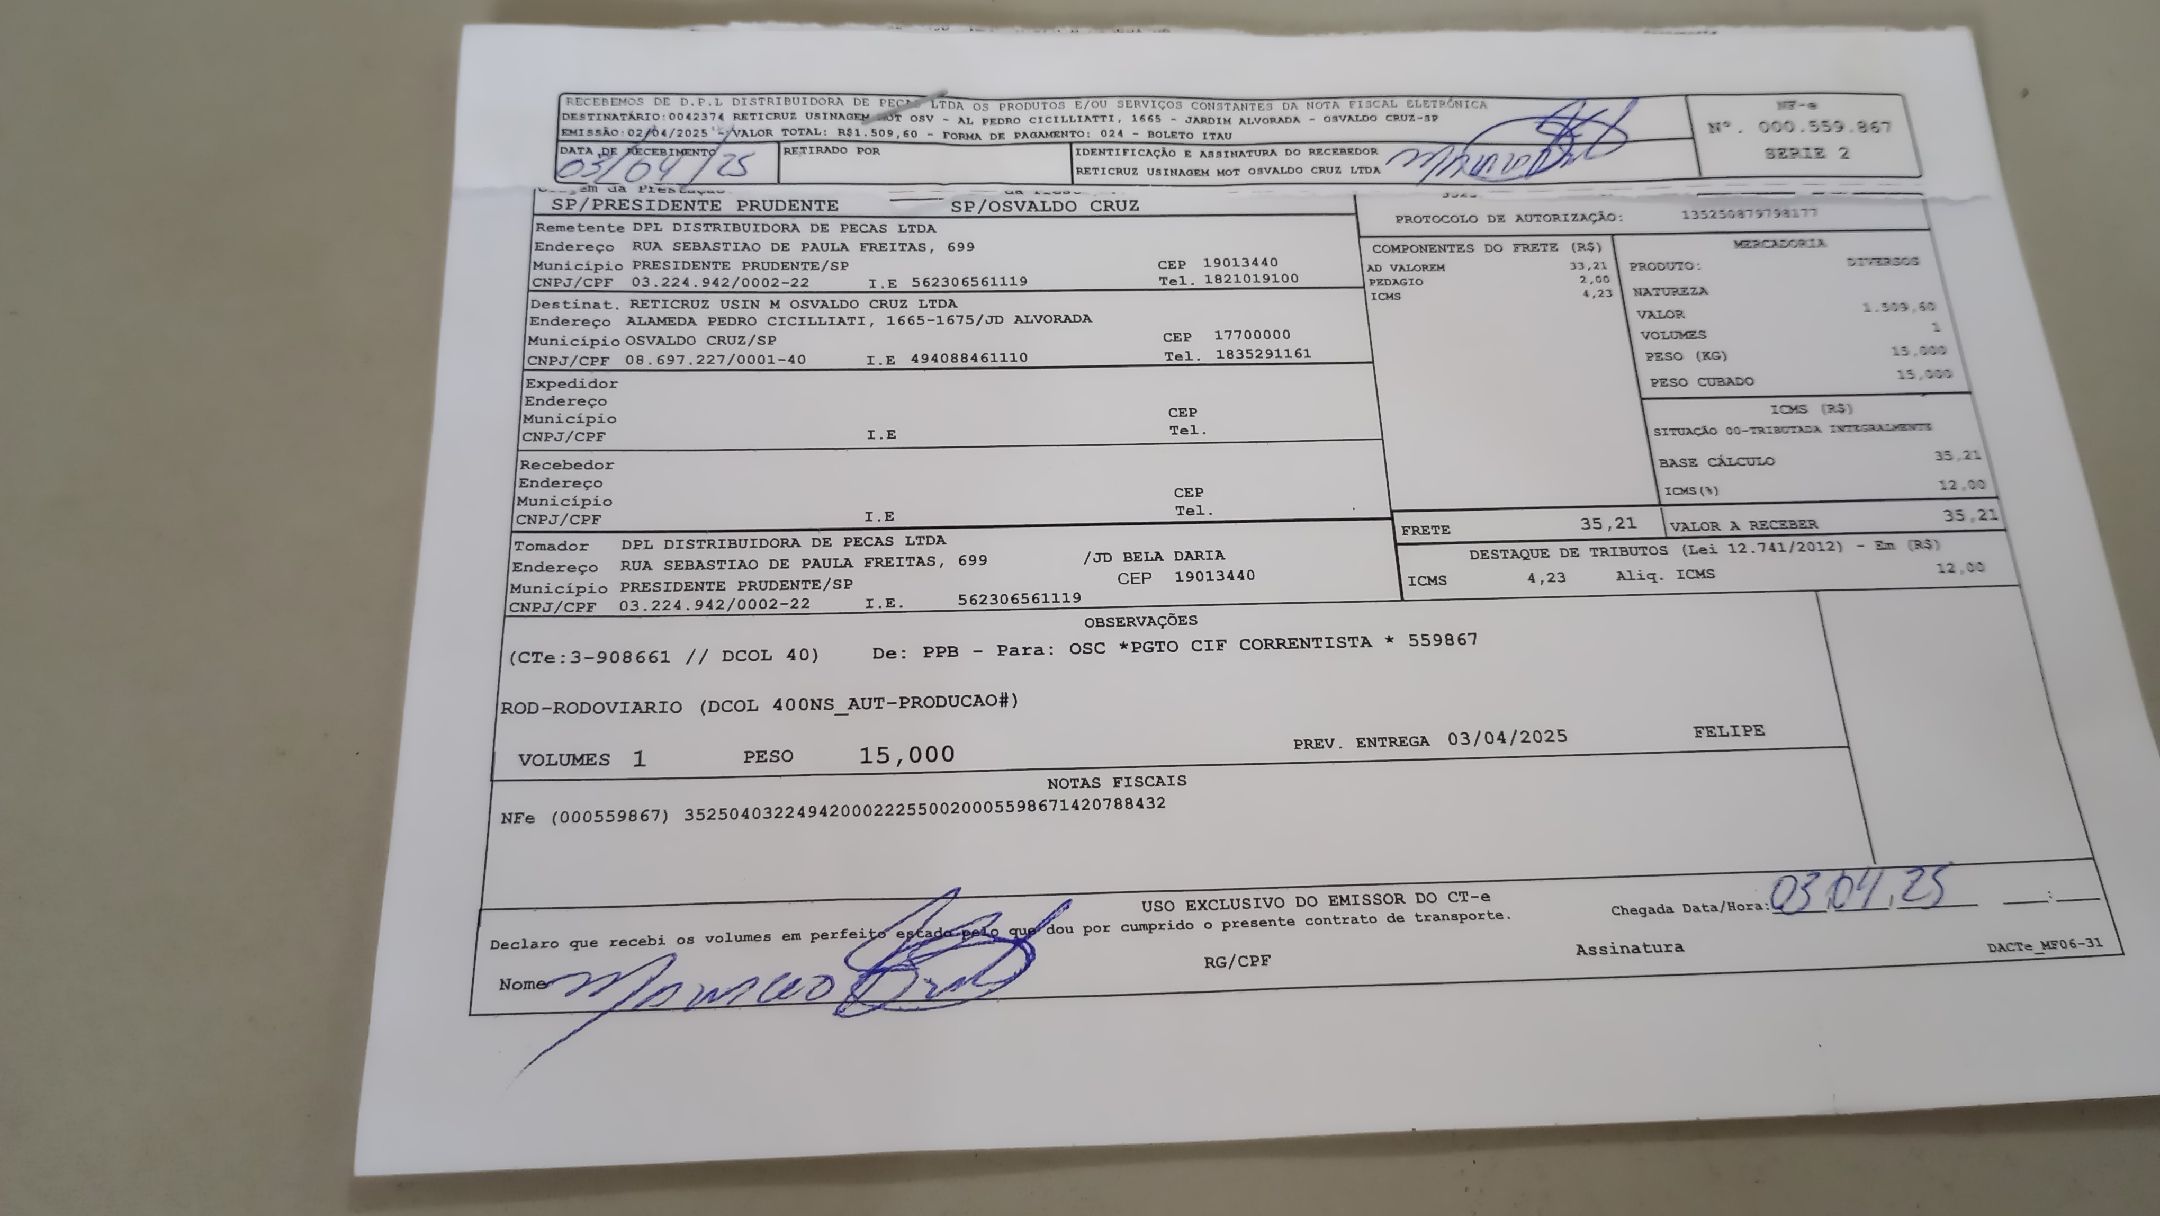 RECEBEMOS DE D.P.L DISTRIBUIDORA DE PECAS LTDA OS PRODUTOS E/OU SERVIÇOS CONSTANTES DA NOTA FISCAL ELETRÔNICA
DESTINATÁRIO:0042374 RETICRUZ USINAGEM MOT OSV - AL PEDRO CICILLIATTI, 1665 - JARDIM ALVORADA - OSVALDO CRUZ-SP
EMISSÃO:02/04/2025 - VALOR TOTAL: R$1.509,60 - FORMA DE PAGAMENTO: 024 - BOLETO ITAU
NF-e
Nº. 000.559.867
SERIE 2
DATA DE RECEBIMENTO
03/04/25
RETIRADO POR
IDENTIFICAÇÃO E ASSINATURA DO RECEBEDOR
RETICRUZ USINAGEM MOT OSVALDO CRUZ LTDA
SP/PRESIDENTE PRUDENTE SP/OSVALDO CRUZ
PROTOCOLO DE AUTORIZAÇÃO: 135250879798177
Remetente DPL DISTRIBUIDORA DE PECAS LTDA
Endereço RUA SEBASTIAO DE PAULA FREITAS, 699
Município PRESIDENTE PRUDENTE/SP CEP 19013440
CNPJ/CPF 03.224.942/0002-22 I.E 562306561119 Tel. 1821019100
Destinat. RETICRUZ USIN M OSVALDO CRUZ LTDA
Endereço ALAMEDA PEDRO CICILLIATI, 1665-1675/JD ALVORADA
Município OSVALDO CRUZ/SP CEP 17700000
CNPJ/CPF 08.697.227/0001-40 I.E 494088461110 Tel. 1835291161
Expedidor
Endereço
Município CEP
CNPJ/CPF I.E Tel.
Recebedor
Endereço
Município CEP
CNPJ/CPF I.E Tel.
Tomador DPL DISTRIBUIDORA DE PECAS LTDA
Endereço RUA SEBASTIAO DE PAULA FREITAS, 699 /JD BELA DARIA
Município PRESIDENTE PRUDENTE/SP CEP 19013440
CNPJ/CPF 03.224.942/0002-22 I.E. 562306561119
COMPONENTES DO FRETE (R$)
AD VALOREM 33,21
PEDAGIO 2,00
ICMS 4,23
MERCADORIA
PRODUTO: DIVERSOS
NATUREZA
VALOR 1.509,60
VOLUMES 1
PESO (KG) 15,000
PESO CUBADO 15,000
ICMS (R$)
SITUAÇÃO 00-TRIBUTADA INTEGRALMENTE
BASE CÁLCULO 35,21
ICMS(%) 12,00
FRETE 35,21 VALOR A RECEBER 35,21
DESTAQUE DE TRIBUTOS (Lei 12.741/2012) - Em (R$)
ICMS 4,23 Aliq. ICMS 12,00
OBSERVAÇÕES
(CTe:3-908661 // DCOL 40) De: PPB - Para: OSC *PGTO CIF CORRENTISTA * 559867
ROD-RODOVIARIO (DCOL 400NS_AUT-PRODUCAO#)
VOLUMES 1 PESO 15,000 PREV. ENTREGA 03/04/2025 FELIPE
NOTAS FISCAIS
NFe (000559867) 35250403224942000222550020005598671420788432
USO EXCLUSIVO DO EMISSOR DO CT-e
Declaro que recebi os volumes em perfeito estado pelo que dou por cumprido o presente contrato de transporte.
Chegada Data/Hora: 03.04.25
Nome RG/CPF Assinatura
DACTe_MF06-31